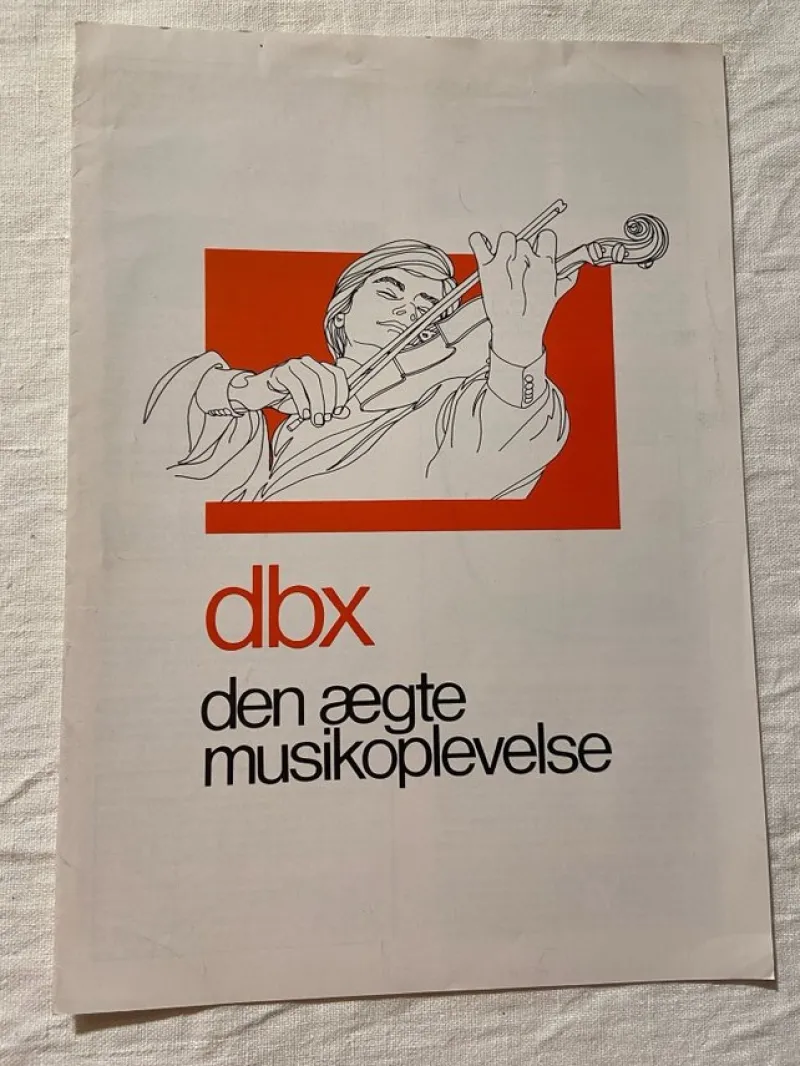 dbx
den ægte
musikoplevelse